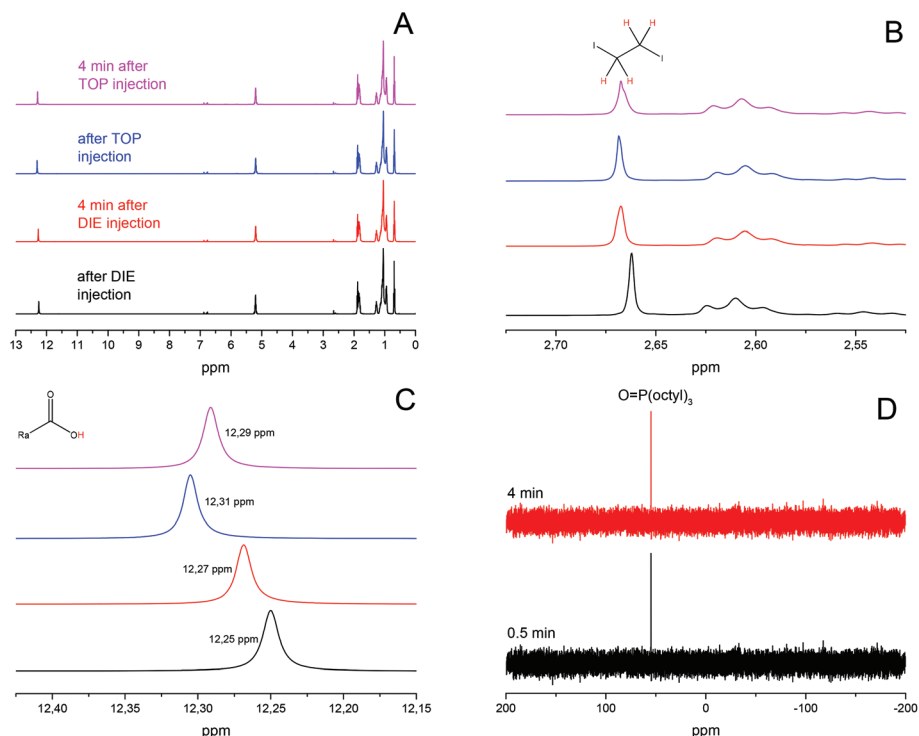 A
4 min after
TOP injection
after TOP
injection
4 min after
DIE injection
after DIE
injection
13 12 11 10 9 8 7 6 5 4 3 2 1 0
ppm
B
H H
I
I
H H
2,70 2,65 2,60 2,55
ppm
C
O
Ra OH
12,29 ppm
12,31 ppm
12,27 ppm
12,25 ppm
12,40 12,35 12,30 12,25 12,20 12,15
ppm
D
O=P(octyl)3
4 min
0.5 min
200 100 0 -100 -200
ppm